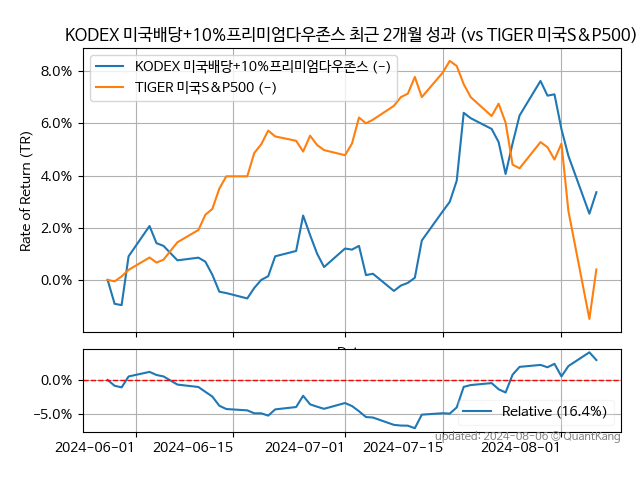 KODEX 미국배당+10%프리미엄다우존스 최근 2개월 성과 (vs TIGER 미국S&P500)
KODEX 미국배당+10%프리미엄다우존스 (-)
TIGER 미국S&P500 (-)
Rate of Return (TR)
8.0%
6.0%
4.0%
2.0%
0.0%
0.0%
−5.0%
Relative (16.4%)
2024-06-01
2024-06-15
2024-07-01
2024-07-15
2024-08-01
updated: 2024-08-06 © QuantKang